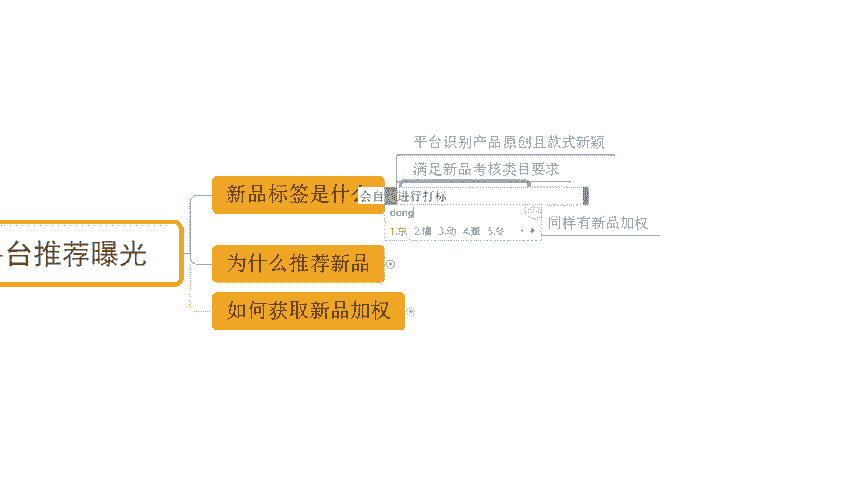 平台识别产品原创且款式新颖
满足新品考核类目要求
新品标签是什么
会自 进行打标
dong
1.东 2.懂 3.动 4.董 5.冬
同样有新品加权
台推荐曝光
为什么推荐新品
如何获取新品加权